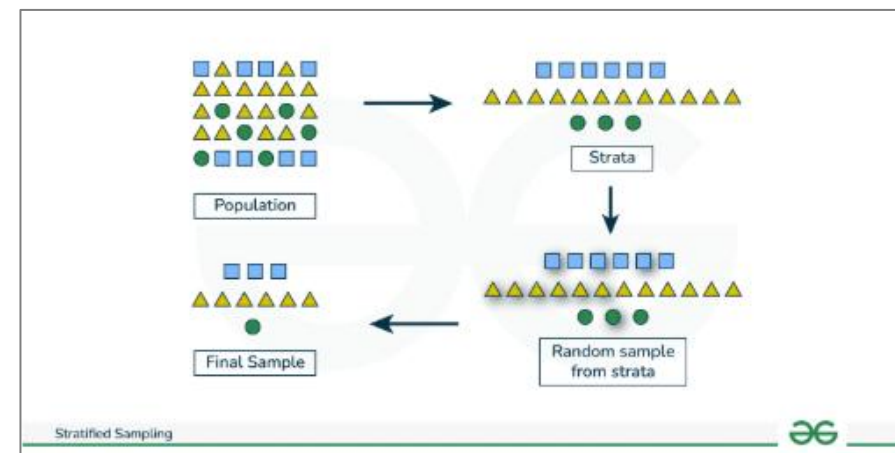 Population
Strata
Random sample
from strata
Final Sample
Stratified Sampling